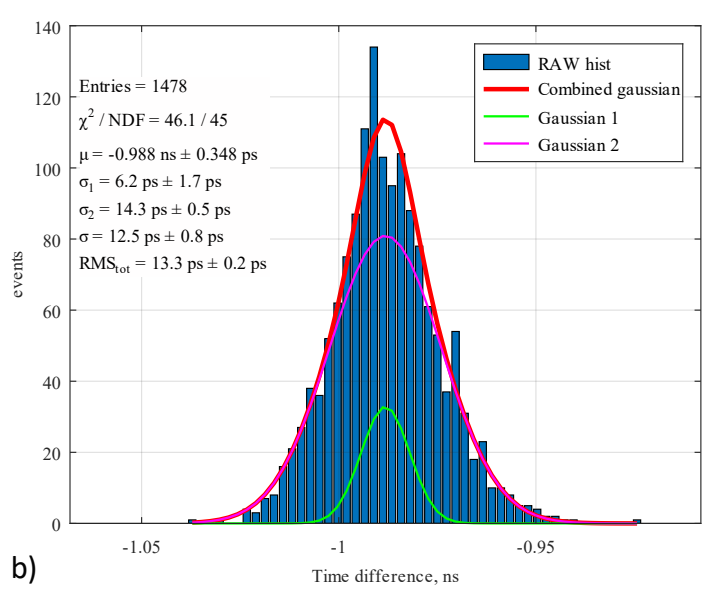 140
120
100
80
60
40
20
0
events
Entries = 1478
χ² / NDF = 46.1 / 45
μ = -0.988 ns ± 0.348 ps
σ₁ = 6.2 ps ± 1.7 ps
σ₂ = 14.3 ps ± 0.5 ps
σ = 12.5 ps ± 0.8 ps
RMSₜₒₜ = 13.3 ps ± 0.2 ps
RAW hist
Combined gaussian
Gaussian 1
Gaussian 2
-1.05 -1 -0.95
Time difference, ns
b)